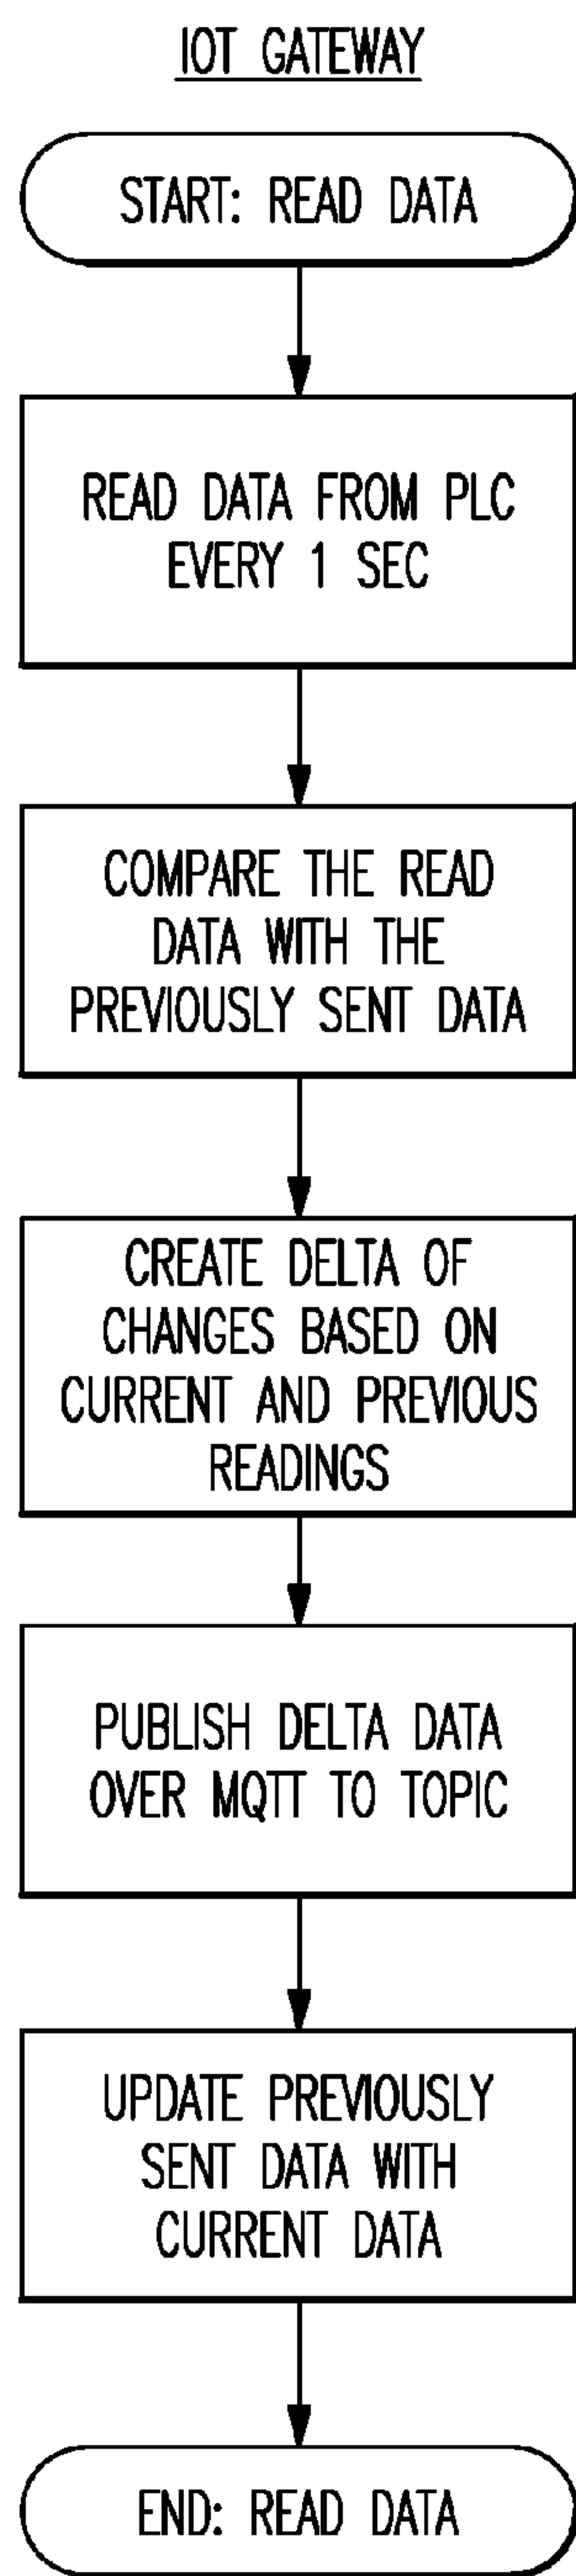 IOT GATEWAY
START: READ DATA
READ DATA FROM PLC
EVERY 1 SEC
COMPARE THE READ
DATA WITH THE
PREVIOUSLY SENT DATA
CREATE DELTA OF
CHANGES BASED ON
CURRENT AND PREVIOUS
READINGS
PUBLISH DELTA DATA
OVER MQTT TO TOPIC
UPDATE PREVIOUSLY
SENT DATA WITH
CURRENT DATA
END: READ DATA